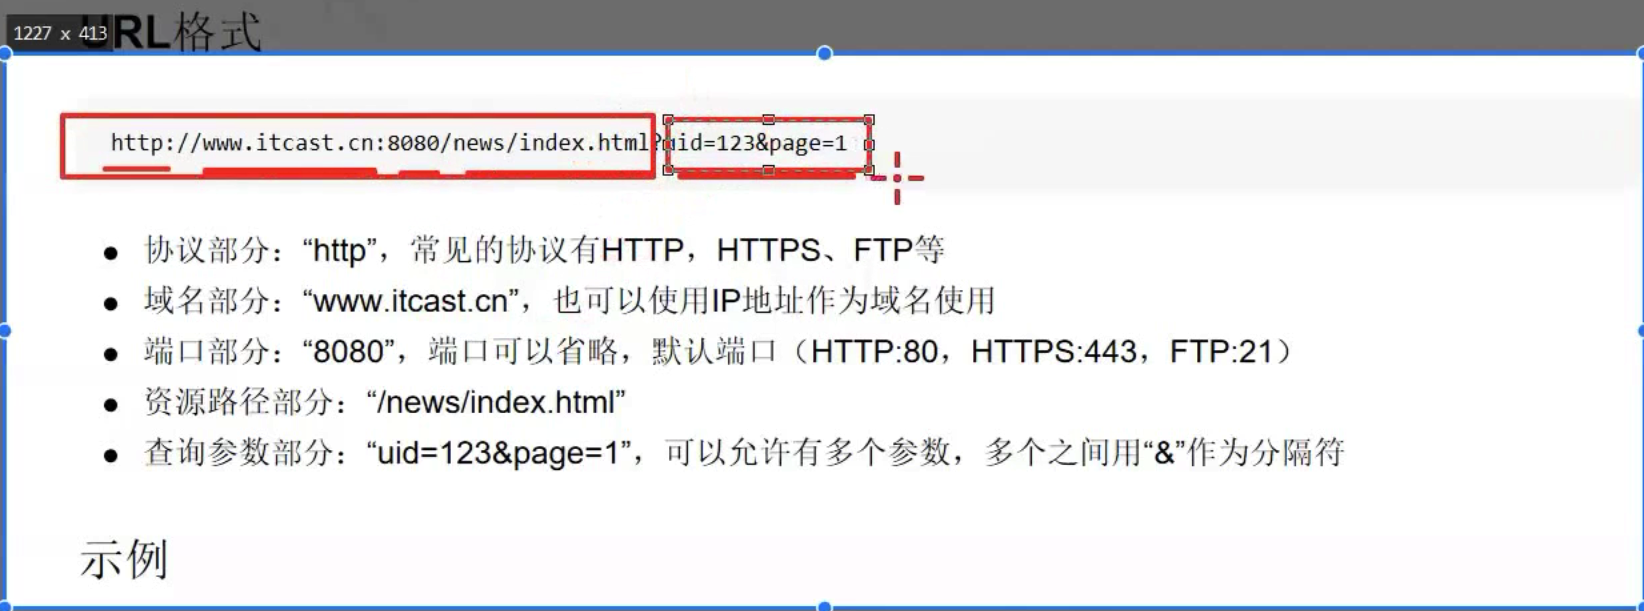 1227 x 413
URL格式
http://www.itcast.cn:8080/news/index.html?uid=123&page=1
● 协议部分：“http”，常见的协议有HTTP，HTTPS、FTP等
● 域名部分：“www.itcast.cn”，也可以使用IP地址作为域名使用
● 端口部分：“8080”，端口可以省略，默认端口（HTTP:80，HTTPS:443，FTP:21）
● 资源路径部分：“/news/index.html”
● 查询参数部分：“uid=123&page=1”，可以允许有多个参数，多个之间用“&”作为分隔符
示例